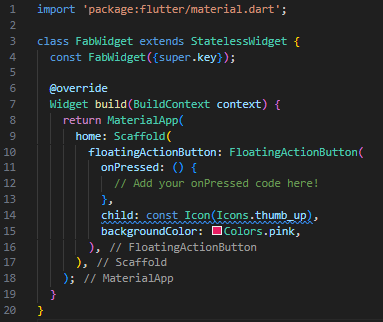 1 import 'package:flutter/material.dart';
2
3 class FabWidget extends StatelessWidget {
4   const FabWidget({super.key});
5
6   @override
7   Widget build(BuildContext context) {
8     return MaterialApp(
9       home: Scaffold(
10         floatingActionButton: FloatingActionButton(
11           onPressed: () {
12             // Add your onPressed code here!
13           },
14           child: const Icon(Icons.thumb_up),
15           backgroundColor: Colors.pink,
16         ), // FloatingActionButton
17       ), // Scaffold
18     ); // MaterialApp
19   }
20 }